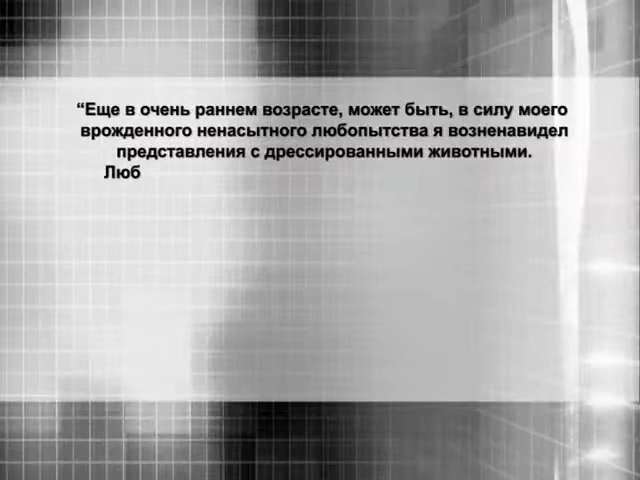 “Еще в очень раннем возрасте, может быть, в силу моего
врожденного ненасытного любопытства я возненавидел
представления с дрессированными животными.
Люб